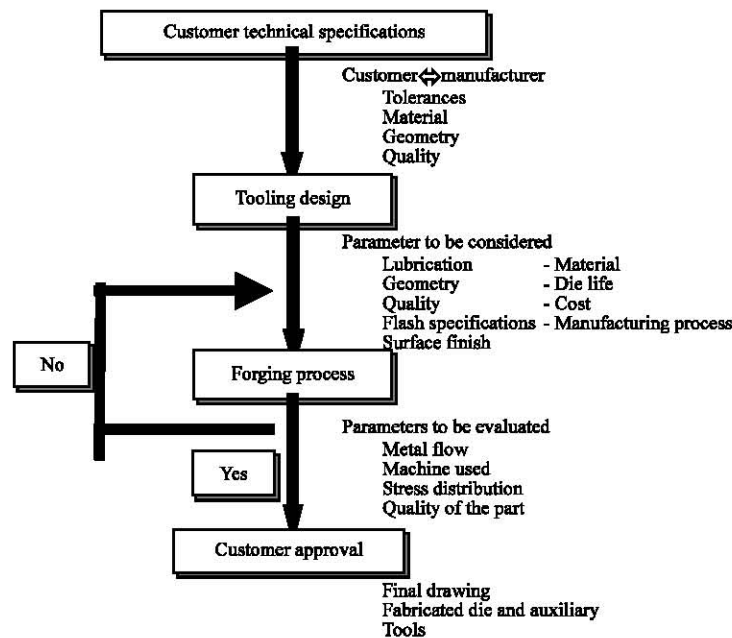 Customer technical specifications
Customer⇔manufacturer
Tolerances
Material
Geometry
Quality
Tooling design
Parameter to be considered
Lubrication - Material
Geometry - Die life
Quality - Cost
Flash specifications - Manufacturing process
Surface finish
No
Forging process
Parameters to be evaluated
Metal flow
Machine used
Yes
Stress distribution
Quality of the part
Customer approval
Final drawing
Fabricated die and auxiliary
Tools